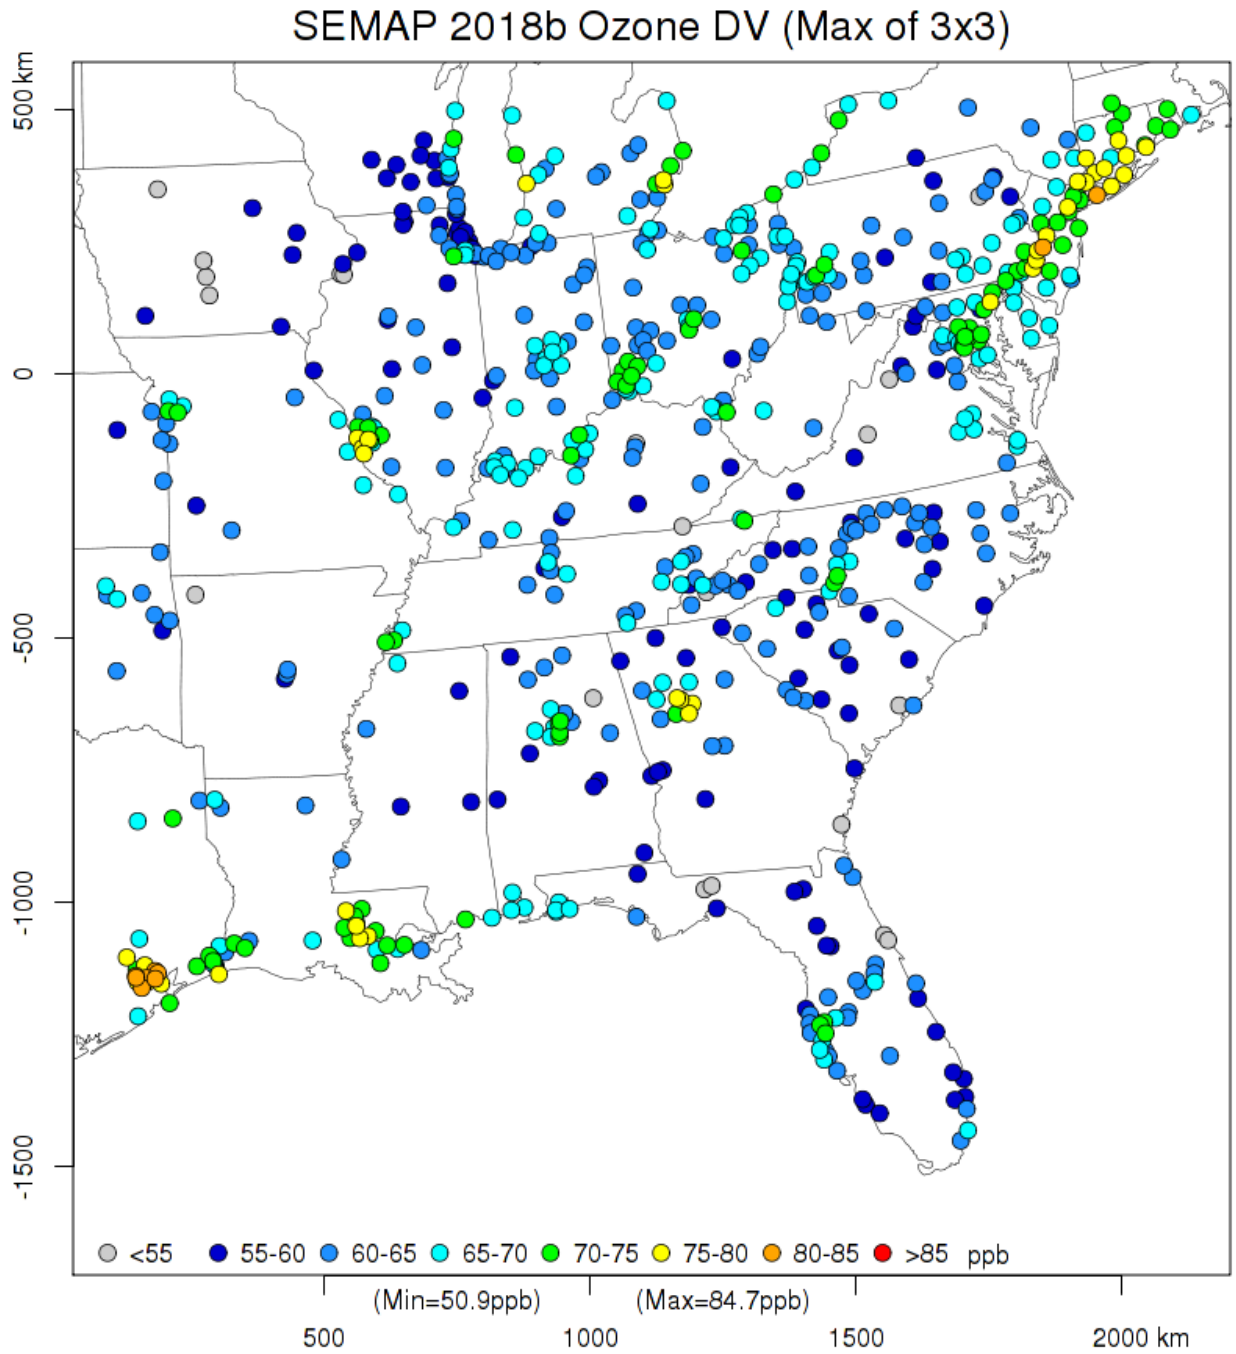 SEMAP 2018b Ozone DV (Max of 3x3)
500 km
0
-500
-1000
-1500
<55 55-60 60-65 65-70 70-75 75-80 80-85 >85 ppb
(Min=50.9ppb) (Max=84.7ppb)
500 1000 1500 2000 km